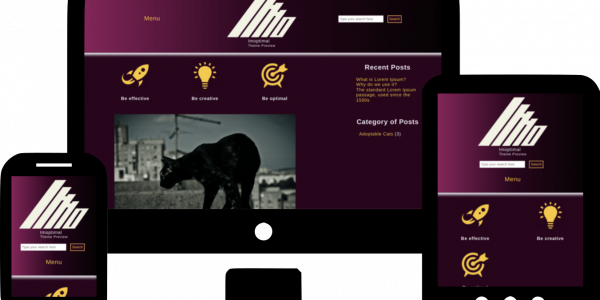 Menu
Type your search here
Search
Imoptimal
Theme Preview
Be effective
Be creative
Be optimal
Recent Posts
What is Lorem Ipsum?
Why do we use it?
The standard Lorem Ipsum
passage, used since the
1500s
Category of Posts
Adoptable Cats (3)
Imoptimal
Theme Preview
Type your search here
Search
Menu
Imoptimal
Theme Preview
Type your search here
Search
Menu
Be effective
Be creative